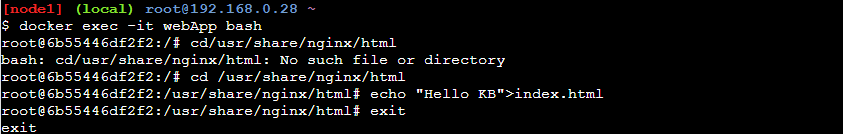 [node1] (local) root@192.168.0.28 ~
$ docker exec -it webApp bash
root@6b55446df2f2:/# cd/usr/share/nginx/html
bash: cd/usr/share/nginx/html: No such file or directory
root@6b55446df2f2:/# cd /usr/share/nginx/html
root@6b55446df2f2:/usr/share/nginx/html# echo "Hello KB">index.html
root@6b55446df2f2:/usr/share/nginx/html# exit
exit